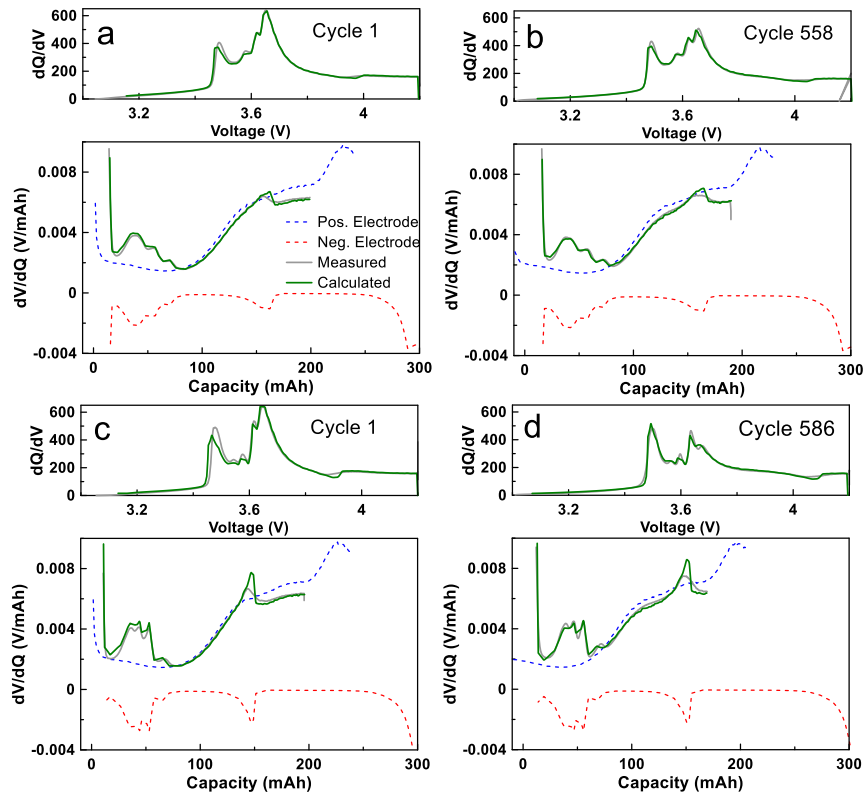 a
Cycle 1
dQ/dV
600
400
200
0
3.2
3.6
4
Voltage (V)
b
Cycle 558
dQ/dV
600
400
200
0
3.2
3.6
4
Voltage (V)
dV/dQ (V/mAh)
0.008
0.004
0
-0.004
Pos. Electrode
Neg. Electrode
Measured
Calculated
0
100
200
300
Capacity (mAh)
dV/dQ (V/mAh)
0.008
0.004
0
-0.004
0
100
200
300
Capacity (mAh)
c
Cycle 1
dQ/dV
600
400
200
0
3.2
3.6
4
Voltage (V)
d
Cycle 586
dQ/dV
600
400
200
0
3.2
3.6
4
Voltage (V)
dV/dQ (V/mAh)
0.008
0.004
0
-0.004
0
100
200
300
Capacity (mAh)
dV/dQ (V/mAh)
0.008
0.004
0
-0.004
0
100
200
300
Capacity (mAh)